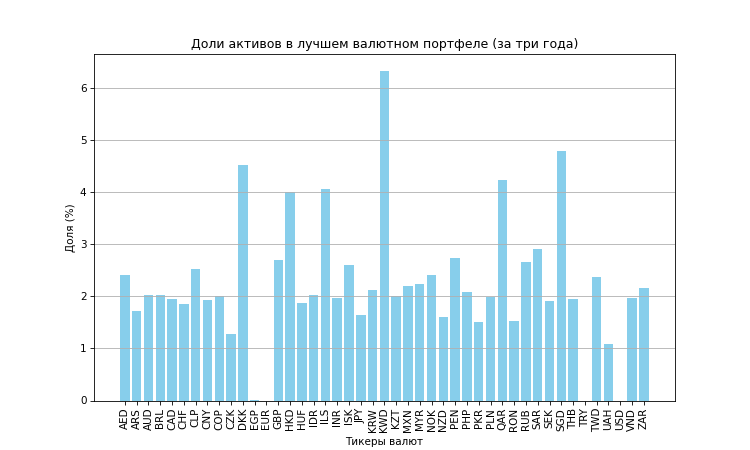 Доли активов в лучшем валютном портфеле (за три года)
Доля (%)
6
5
4
3
2
1
0
AED ARS AUD BRL CAD CHF CLP CNY COP CZK DKK EGP EUR GBP HKD HUF IDR ILS INR ISK JPY KRW KWD KZT MXN MYR NOK NZD PEN PHP PKR PLN QAR RON RUB SAR SEK SGD THB TRY TWD UAH USD VND ZAR
Тикеры валют